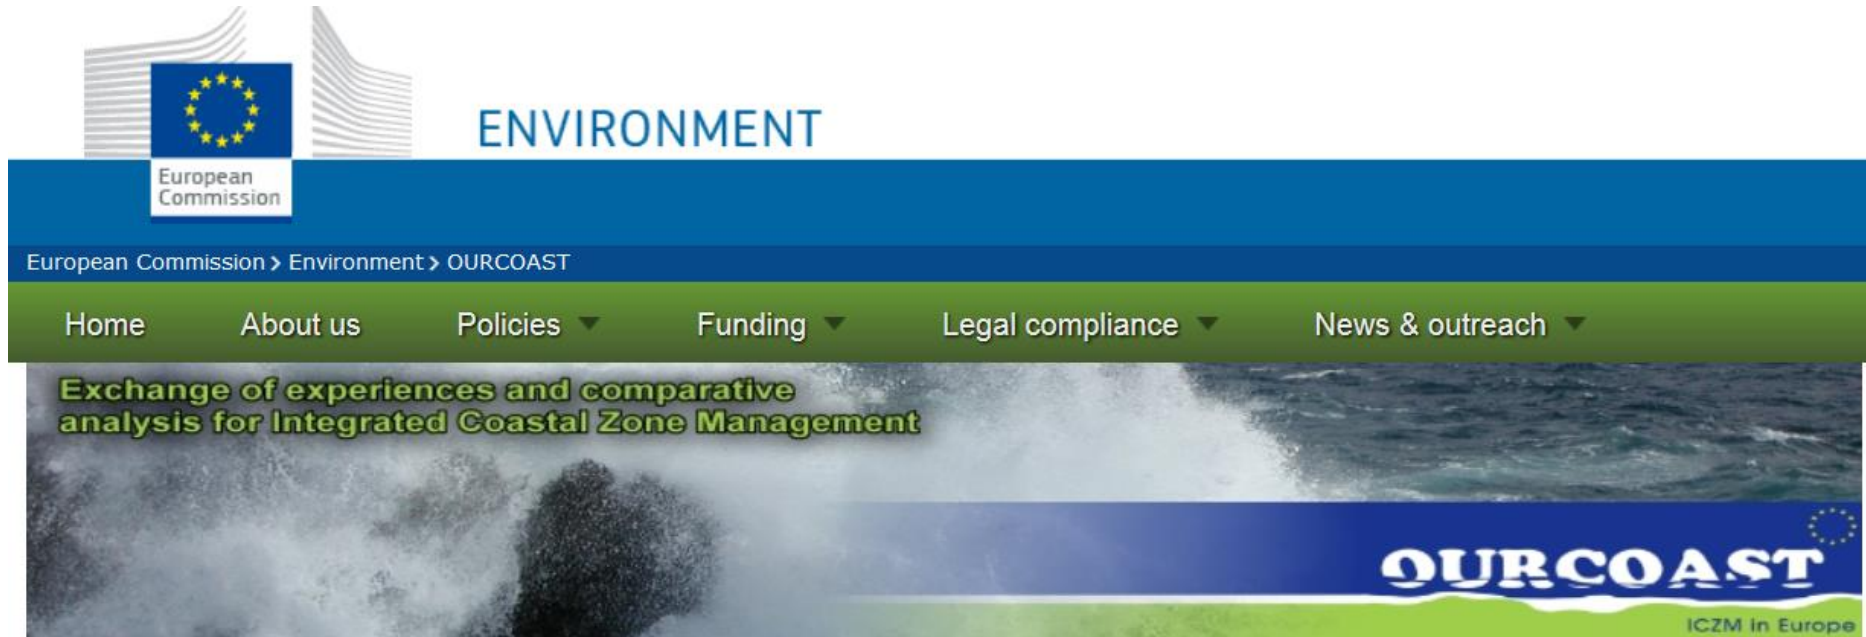 ENVIRONMENT
European
Commission
European Commission > Environment > OURCOAST
Home About us Policies Funding Legal compliance News & outreach
Exchange of experiences and comparative
analysis for Integrated Coastal Zone Management
OURCOAST
ICZM in Europe